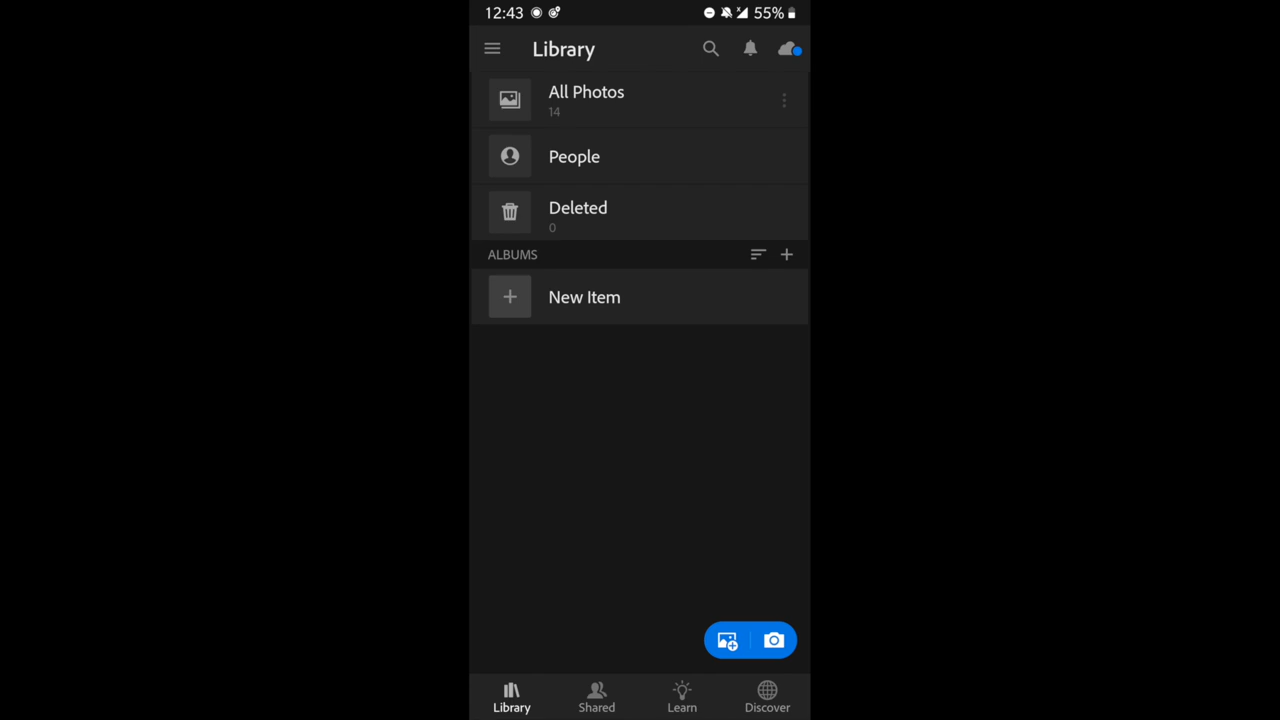 12:43 55%
Library
All Photos
14
People
Deleted
0
ALBUMS
New Item
Library Shared Learn Discover